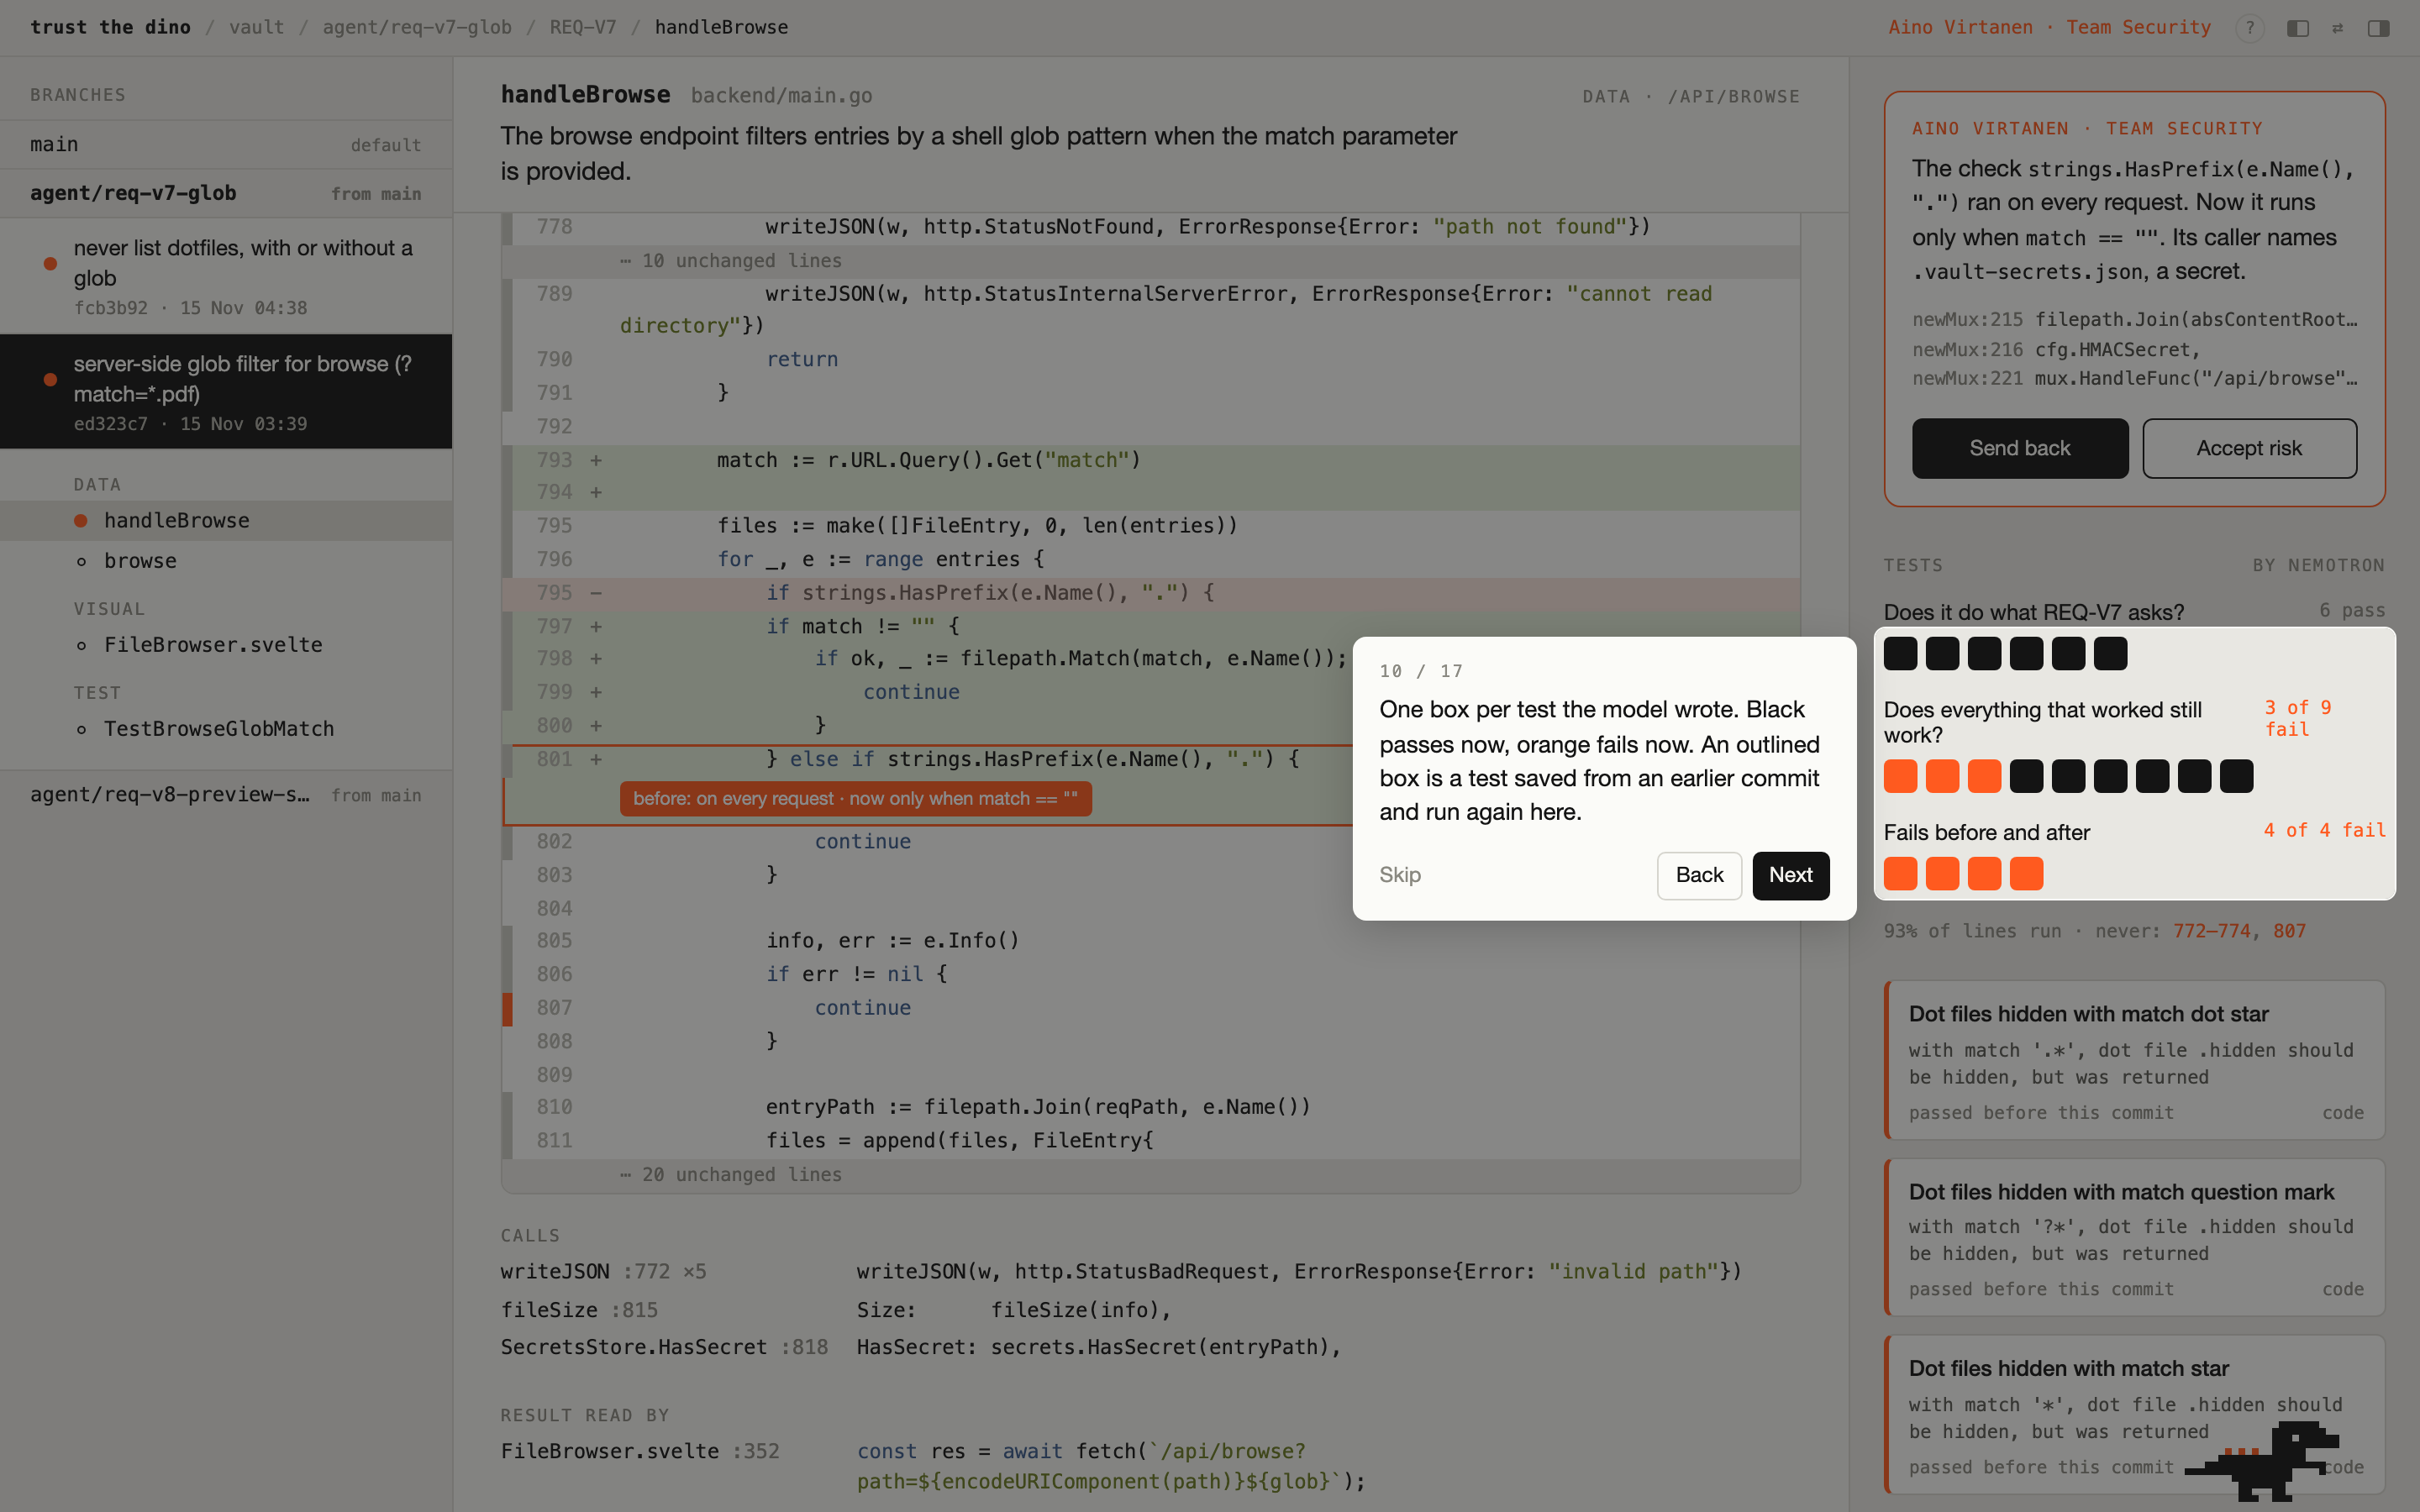 trust the dino / vault / agent/req-v7-glob / REQ-V7 / handleBrowse
Aino Virtanen · Team Security ?
BRANCHES
main default
agent/req-v7-glob from main
never list dotfiles, with or without a
glob
fcb3b92 · 15 Nov 04:38
server-side glob filter for browse (?
match=*.pdf)
ed323c7 · 15 Nov 03:39
DATA
handleBrowse
browse
VISUAL
FileBrowser.svelte
TEST
TestBrowseGlobMatch
agent/req-v8-preview-s… from main
handleBrowse backend/main.go
DATA · /API/BROWSE
The browse endpoint filters entries by a shell glob pattern when the match parameter
is provided.
778 writeJSON(w, http.StatusNotFound, ErrorResponse{Error: "path not found"})
⋯ 10 unchanged lines
789 writeJSON(w, http.StatusInternalServerError, ErrorResponse{Error: "cannot read
directory"})
790 return
791 }
792
793 + match := r.URL.Query().Get("match")
794 +
795 files := make([]FileEntry, 0, len(entries))
796 for _, e := range entries {
795 − if strings.HasPrefix(e.Name(), ".") {
797 + if match != "" {
798 + if ok, _ := filepath.Match(match, e.Name());
799 + continue
800 + }
801 + } else if strings.HasPrefix(e.Name(), ".") {
before: on every request · now only when match == ""
802 continue
803 }
804
805 info, err := e.Info()
806 if err != nil {
807 continue
808 }
809
810 entryPath := filepath.Join(reqPath, e.Name())
811 files = append(files, FileEntry{
⋯ 20 unchanged lines
CALLS
writeJSON :772 ×5 writeJSON(w, http.StatusBadRequest, ErrorResponse{Error: "invalid path"})
fileSize :815 Size: fileSize(info),
SecretsStore.HasSecret :818 HasSecret: secrets.HasSecret(entryPath),
RESULT READ BY
FileBrowser.svelte :352 const res = await fetch(`/api/browse?
path=${encodeURIComponent(path)}${glob}`);
10 / 17
One box per test the model wrote. Black
passes now, orange fails now. An outlined
box is a test saved from an earlier commit
and run again here.
Skip Back Next
AINO VIRTANEN · TEAM SECURITY
The check strings.HasPrefix(e.Name(),
".") ran on every request. Now it runs
only when match == "". Its caller names
.vault-secrets.json, a secret.
newMux:215 filepath.Join(absContentRoot…
newMux:216 cfg.HMACSecret,
newMux:221 mux.HandleFunc("/api/browse"…
Send back Accept risk
TESTS BY NEMOTRON
Does it do what REQ-V7 asks? 6 pass
Does everything that worked still 3 of 9
work? fail
Fails before and after 4 of 4 fail
93% of lines run · never: 772–774, 807
Dot files hidden with match dot star
with match '.*', dot file .hidden should
be hidden, but was returned
passed before this commit code
Dot files hidden with match question mark
with match '?*', dot file .hidden should
be hidden, but was returned
passed before this commit code
Dot files hidden with match star
with match '*', dot file .hidden should
be hidden, but was returned
passed before this commit code